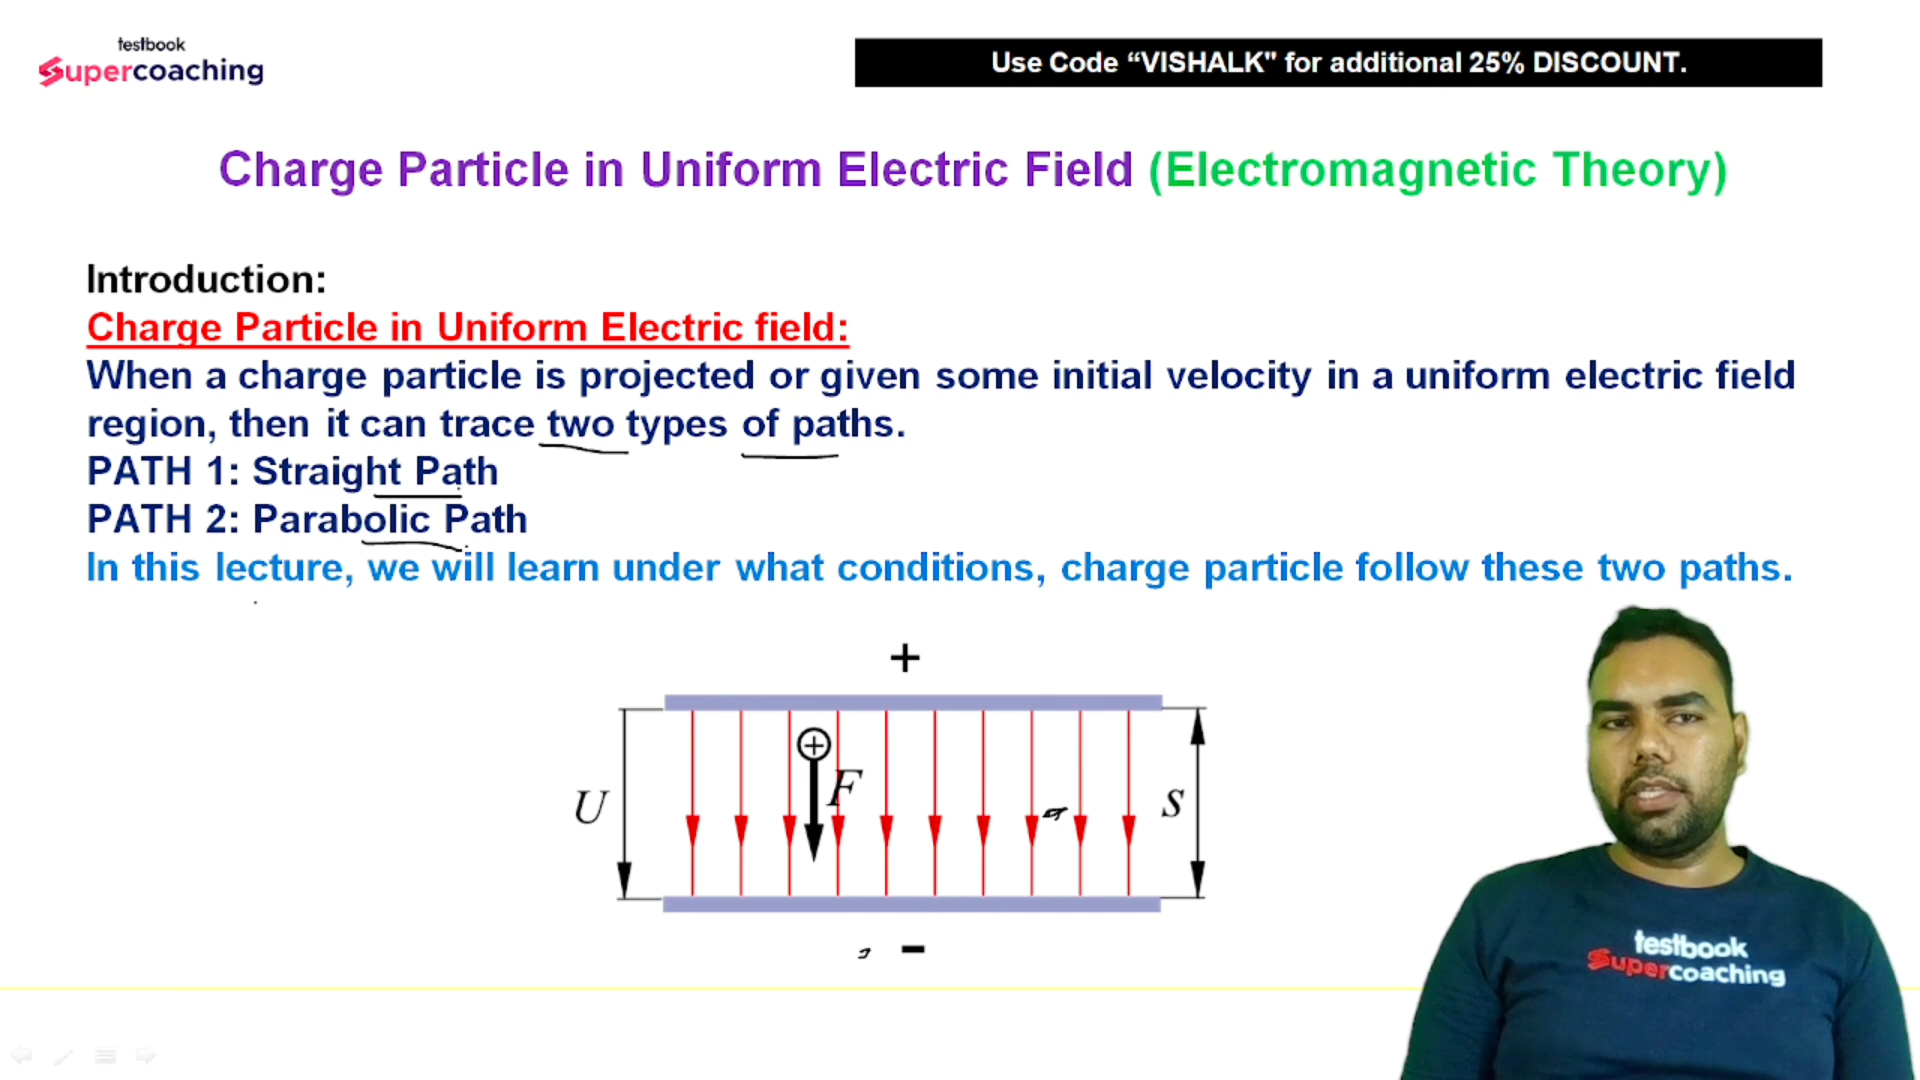 testbook
Supercoaching
Use Code “VISHALK" for additional 25% DISCOUNT.
Charge Particle in Uniform Electric Field (Electromagnetic Theory)
Introduction:
Charge Particle in Uniform Electric field:
When a charge particle is projected or given some initial velocity in a uniform electric field
region, then it can trace two types of paths.
PATH 1: Straight Path
PATH 2: Parabolic Path
In this lecture, we will learn under what conditions, charge particle follow these two paths.
+
+
F
U
S
-
testbook
Supercoaching